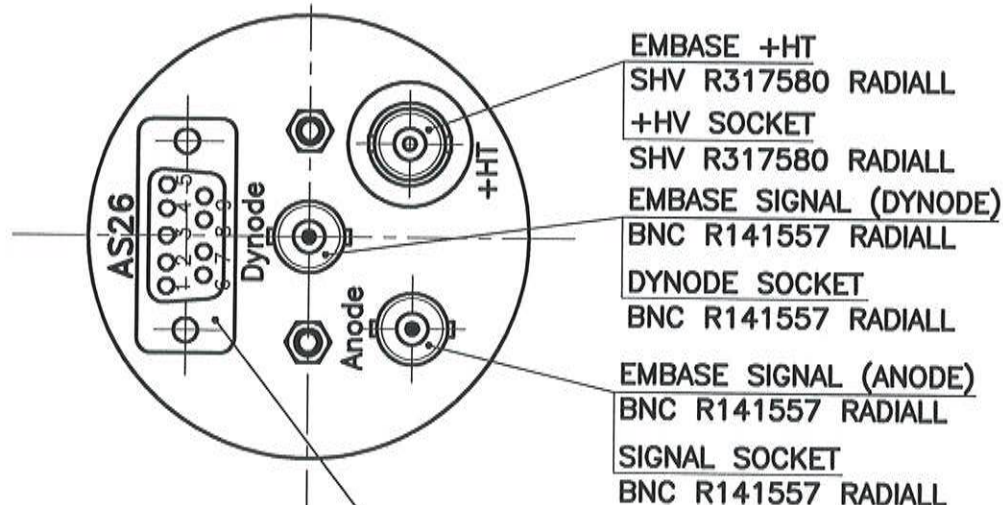 EMBASE +HT
SHV R317580 RADIALL
+HV SOCKET
SHV R317580 RADIALL
EMBASE SIGNAL (DYNODE)
BNC R141557 RADIALL
DYNODE SOCKET
BNC R141557 RADIALL
EMBASE SIGNAL (ANODE)
BNC R141557 RADIALL
SIGNAL SOCKET
BNC R141557 RADIALL
+HT
AS26
Dynode
Anode
1 2 3 4 5
6 7 8 9